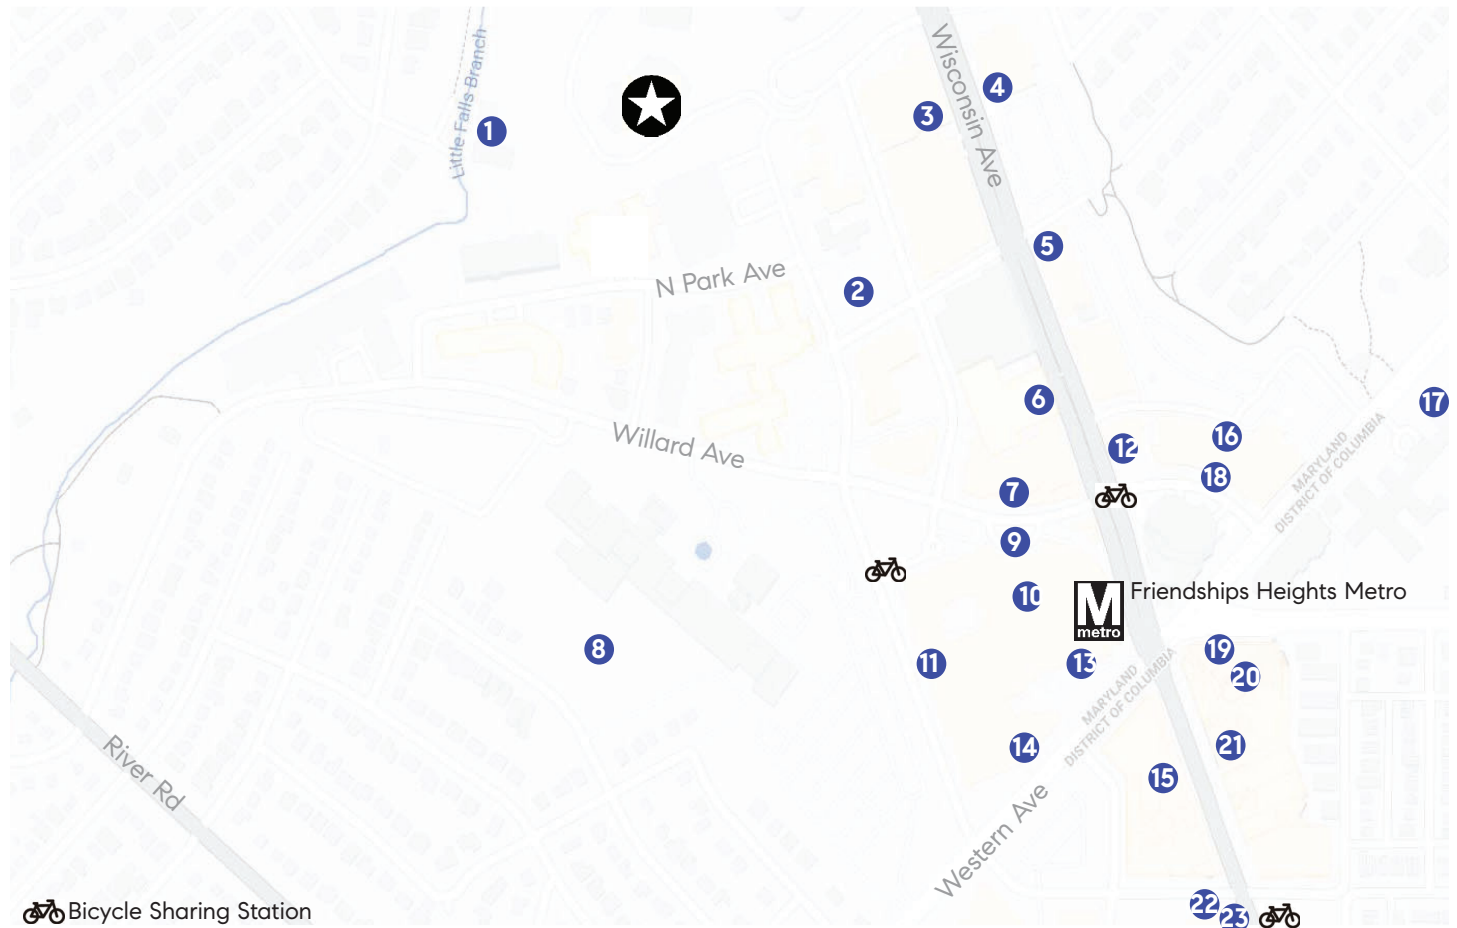 Little Falls Branch
Wisconsin Ave
4
3
1
5
N Park Ave
2
6
17
Willard Ave
12
16
MARYLAND
DISTRICT OF COLUMBIA
18
7
9
10
M
metro
Friendships Heights Metro
8
11
13
19
20
MARYLAND
DISTRICT OF COLUMBIA
14
21
15
River Rd
Western Ave
22
23
Bicycle Sharing Station